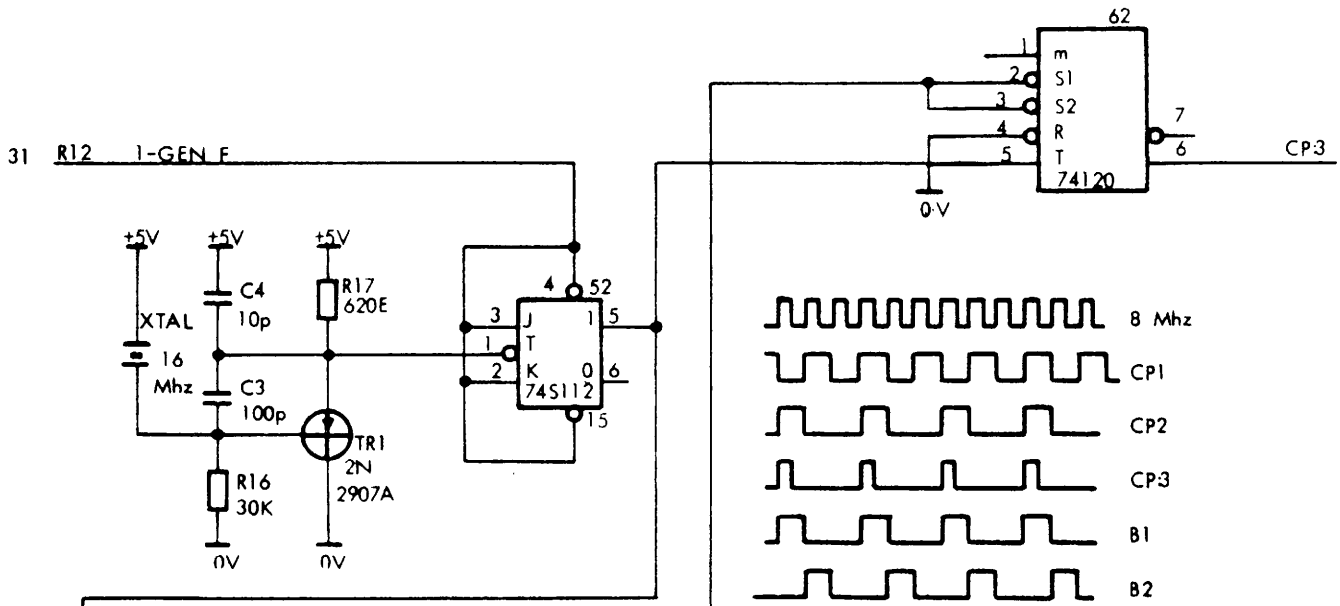 62
1 m
2 S1
3 S2
4 R
5 T
7
6
74120
CP3
0V
31 R12 1-GEN F
+5V +5V +5V
C4
10p
R17
620E
XTAL
16
Mhz
C3
100p
R16
30K
TR1
2N
2907A
0V 0V
4 52
3 J 1 5
1 T
2 K 0 6
74S112
15
8 Mhz
CP1
CP2
CP3
B1
B2